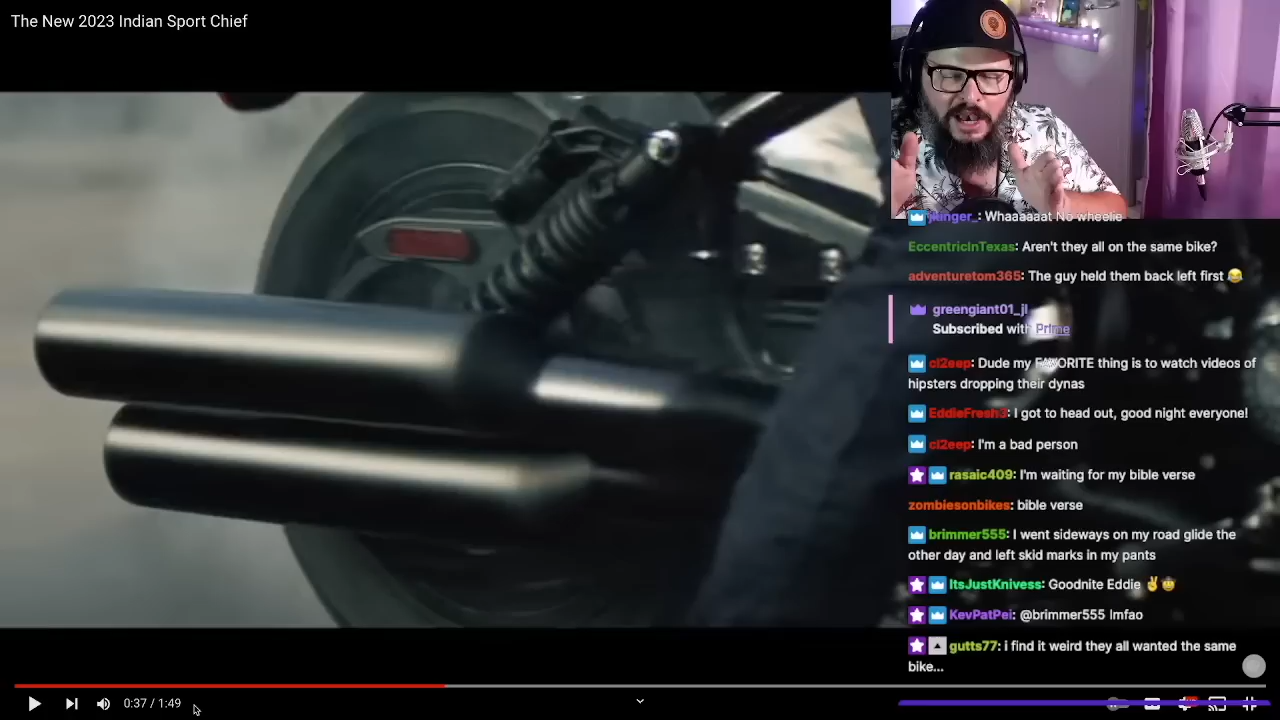 The New 2023 Indian Sport Chief
jklinger_: Whaaaaaat No wheelie
EccentricInTexas: Aren't they all on the same bike?
adventuretom365: The guy held them back left first 😂
greengiant01_jl
Subscribed with Prime
cl2eep: Dude my FAVORITE thing is to watch videos of
hipsters dropping their dynas
EddieFresh3: I got to head out, good night everyone!
cl2eep: I'm a bad person
rasaic409: I'm waiting for my bible verse
zombiesonbikes: bible verse
brimmer555: I went sideways on my road glide the
other day and left skid marks in my pants
ItsJustKnivess: Goodnite Eddie ✌️🤠
KevPatPei: @brimmer555 lmfao
gutts77: i find it weird they all wanted the same
bike...
0:37 / 1:49